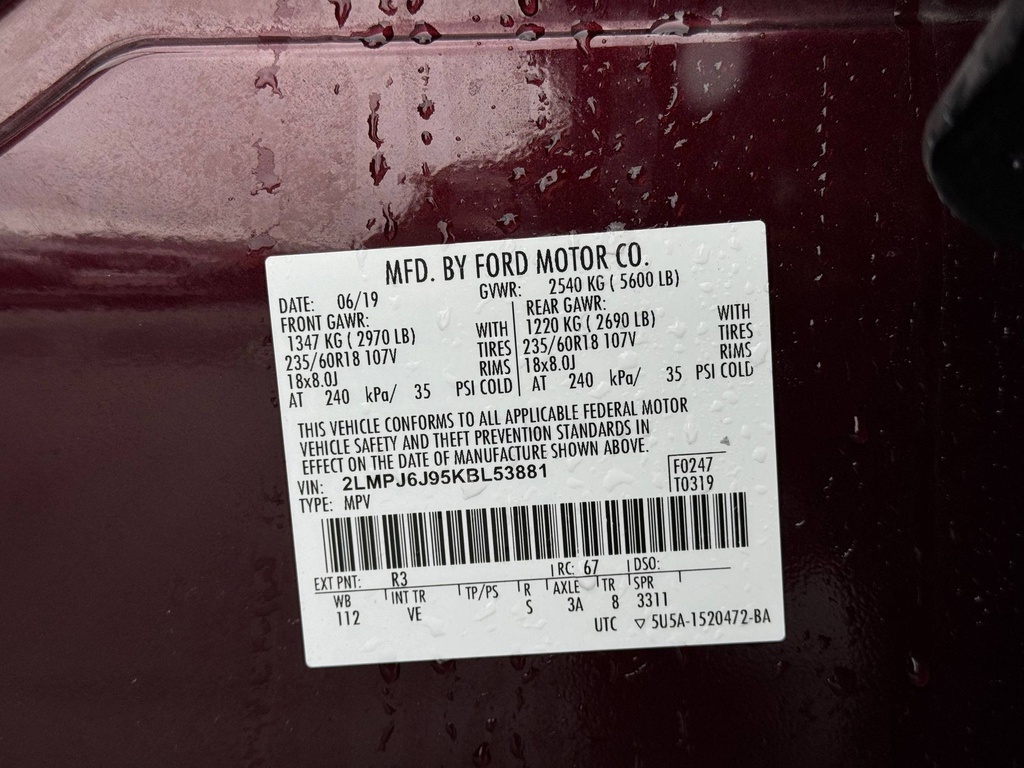 MFD. BY FORD MOTOR CO.
DATE: 06/19 GVWR: 2540 KG ( 5600 LB)
FRONT GAWR: REAR GAWR:
1347 KG ( 2970 LB) WITH 1220 KG ( 2690 LB) WITH
235/60R18 107V TIRES 235/60R18 107V TIRES
18x8.0J RIMS 18x8.0J RIMS
AT 240 kPa/ 35 PSI COLD AT 240 kPa/ 35 PSI COLD
THIS VEHICLE CONFORMS TO ALL APPLICABLE FEDERAL MOTOR
VEHICLE SAFETY AND THEFT PREVENTION STANDARDS IN
EFFECT ON THE DATE OF MANUFACTURE SHOWN ABOVE.
VIN: 2LMPJ6J95KBL53881 F0247
TYPE: MPV T0319
EXT PNT: R3 RC: 67 DSO:
WB INT TR TP/PS R AXLE TR SPR
112 VE S 3A 8 3311
UTC ▽ 5U5A-1520472-BA